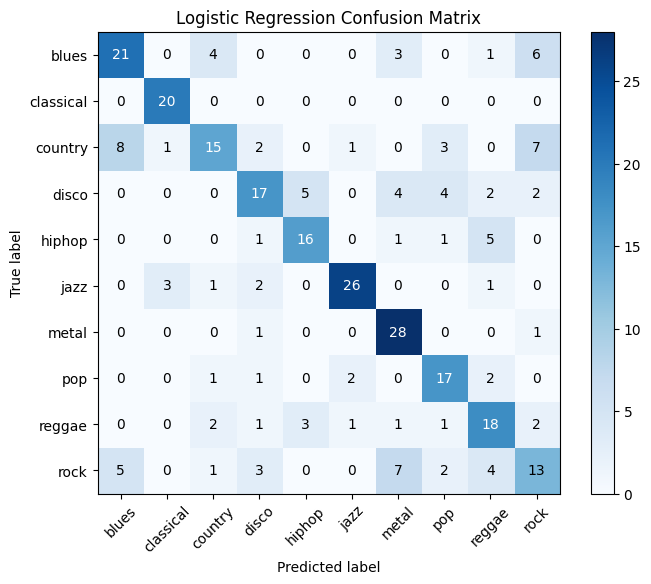 Logistic Regression Confusion Matrix
True label
blues 21 0 4 0 0 0 3 0 1 6
classical 0 20 0 0 0 0 0 0 0 0
country 8 1 15 2 0 1 0 3 0 7
disco 0 0 0 17 5 0 4 4 2 2
hiphop 0 0 0 1 16 0 1 1 5 0
jazz 0 3 1 2 0 26 0 0 1 0
metal 0 0 0 1 0 0 28 0 0 1
pop 0 0 1 1 0 2 0 17 2 0
reggae 0 0 2 1 3 1 1 1 18 2
rock 5 0 1 3 0 0 7 2 4 13
blues classical country disco hiphop jazz metal pop reggae rock
Predicted label
25
20
15
10
5
0